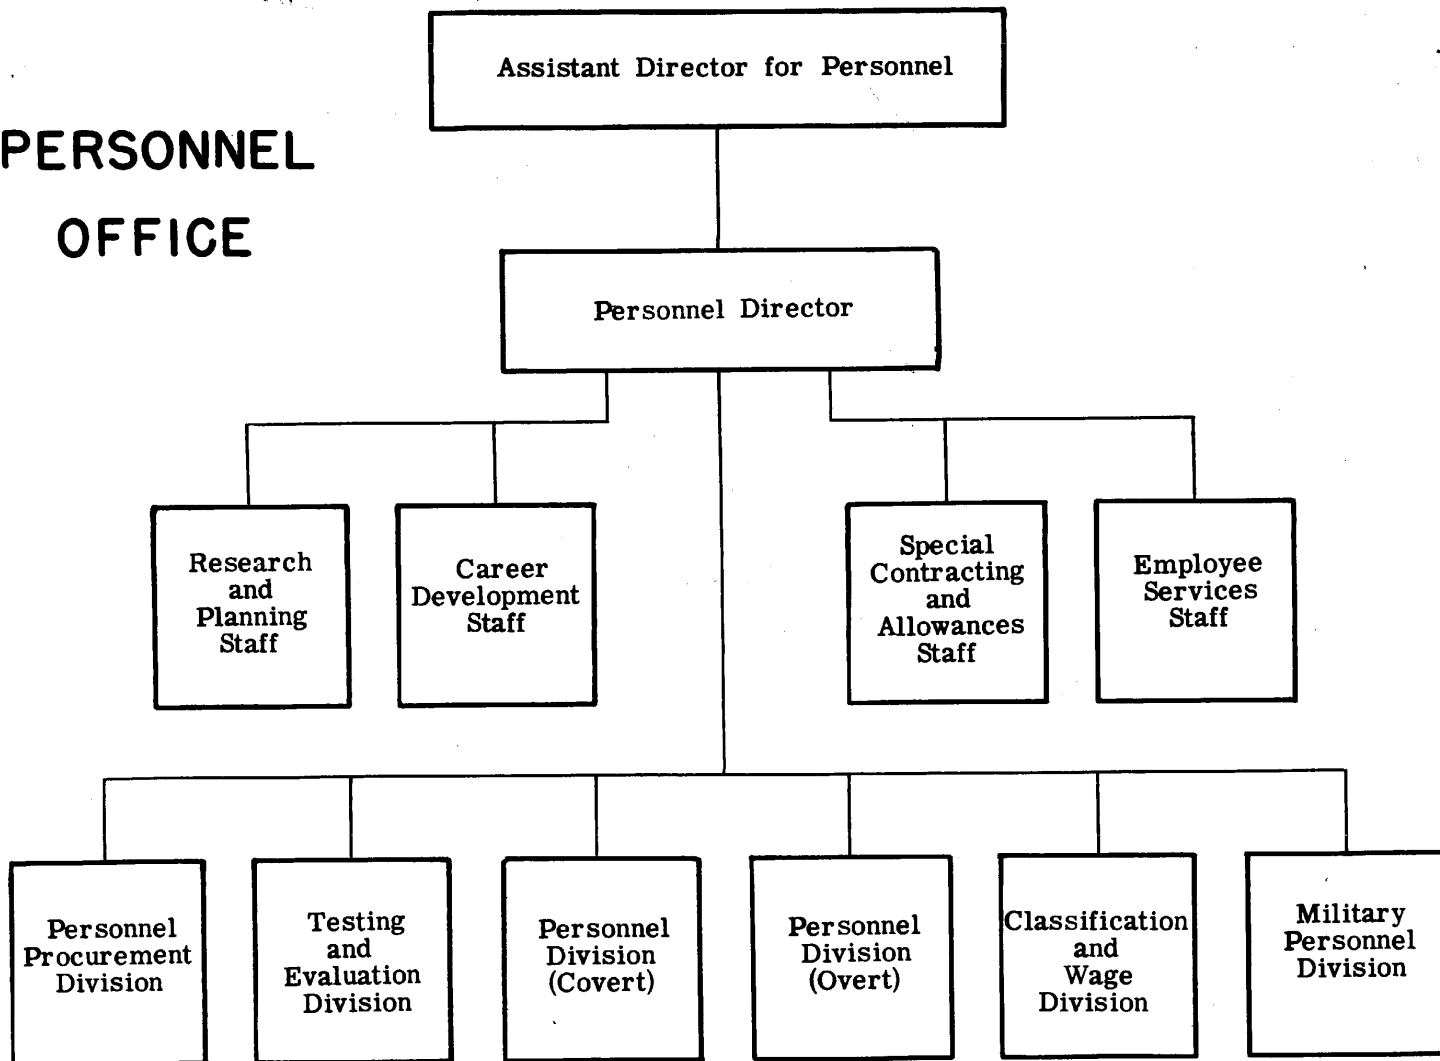 Assistant Director for Personnel
PERSONNEL
OFFICE
Personnel Director
Research
and
Planning
Staff
Career
Development
Staff
Special
Contracting
and
Allowances
Staff
Employee
Services
Staff
Personnel
Procurement
Division
Testing
and
Evaluation
Division
Personnel
Division
(Covert)
Personnel
Division
(Overt)
Classification
and
Wage
Division
Military
Personnel
Division